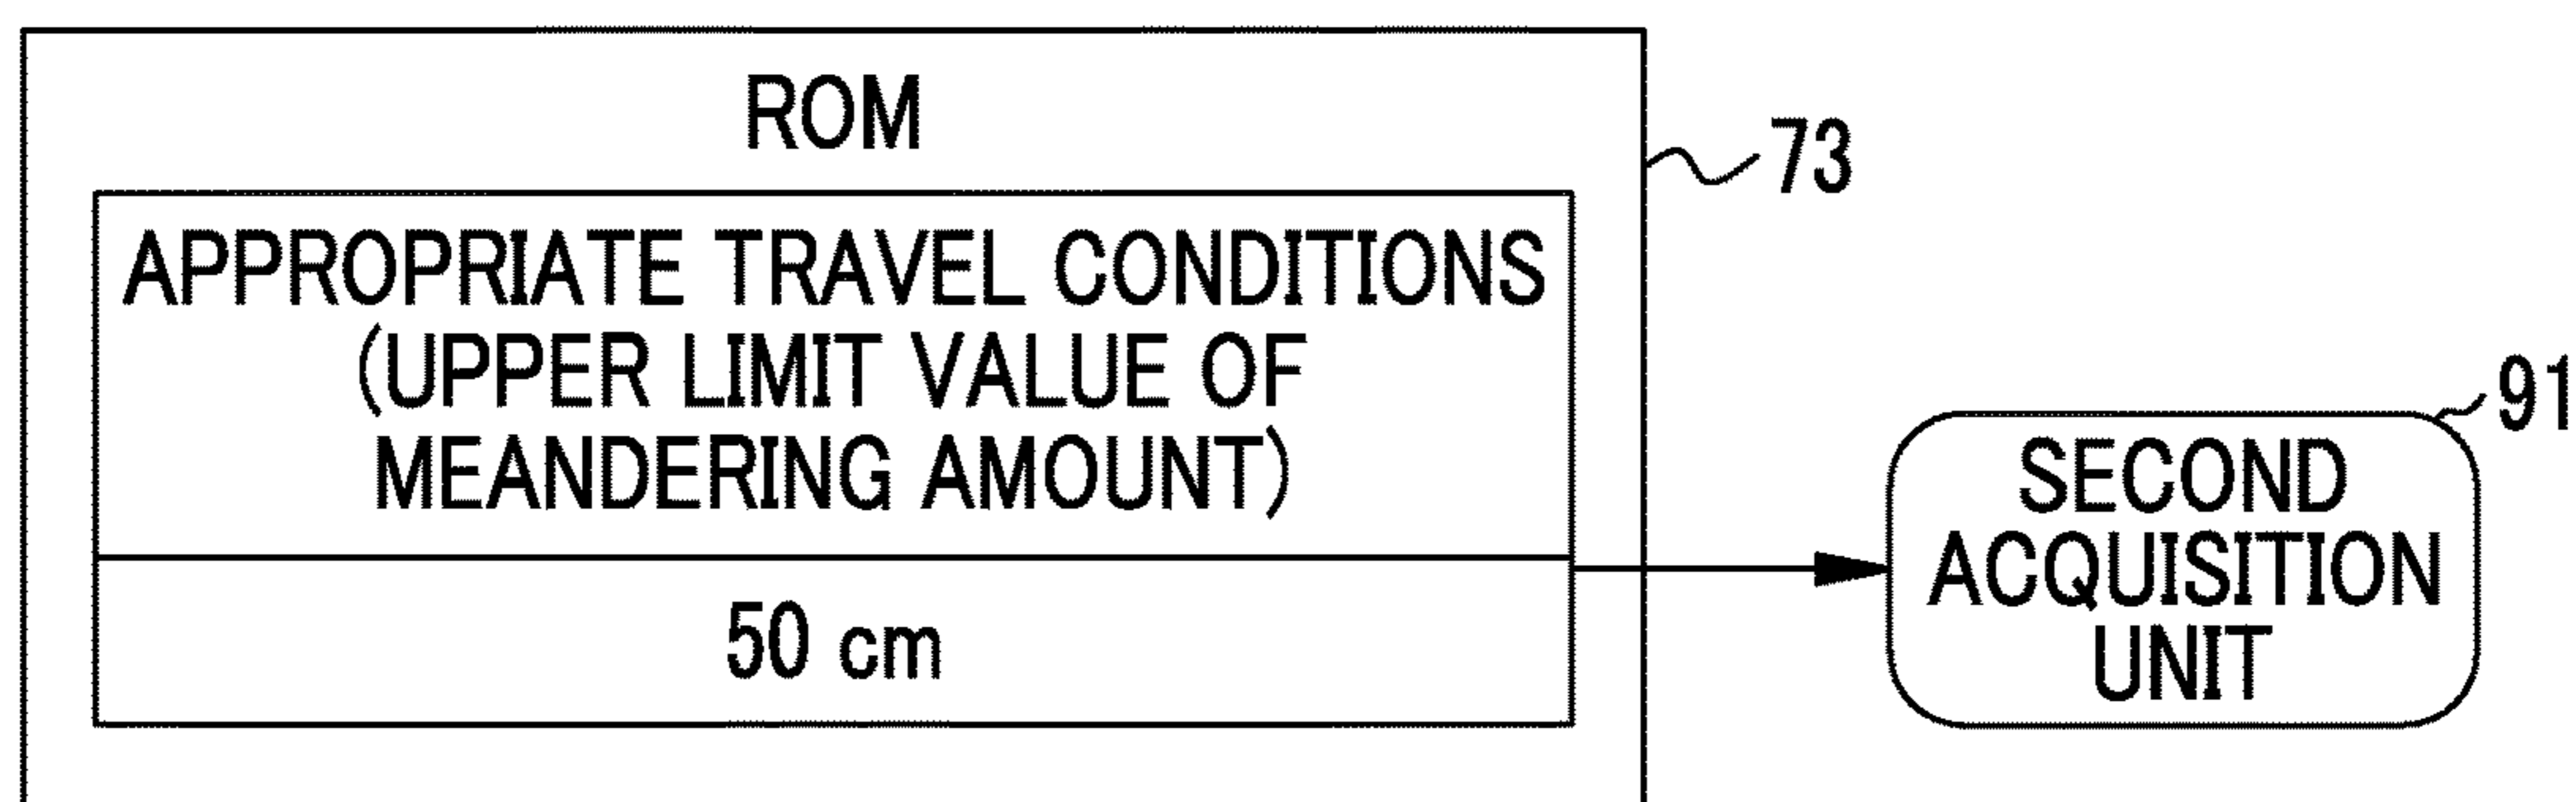 ROM
73
APPROPRIATE TRAVEL CONDITIONS
(UPPER LIMIT VALUE OF
MEANDERING AMOUNT)
50 cm
91
SECOND
ACQUISITION
UNIT